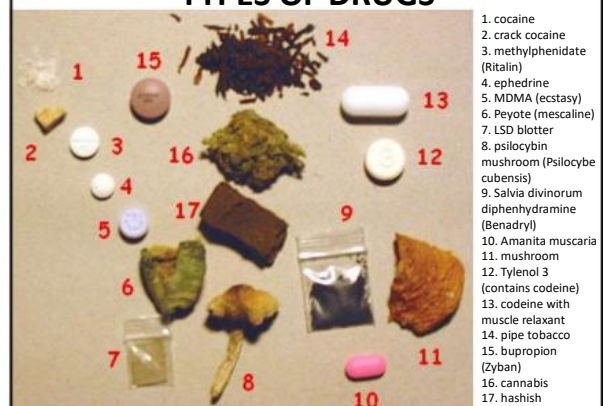 TYPES OF DRUGS
1. cocaine
2. crack cocaine
3. methylphenidate
(Ritalin)
4. ephedrine
5. MDMA (ecstasy)
6. Peyote (mescaline)
7. LSD blotter
8. psilocybin
mushroom (Psilocybe
cubensis)
9. Salvia divinorum
diphenhydramine
(Benadryl)
10. Amanita muscaria
11. mushroom
12. Tylenol 3
(contains codeine)
13. codeine with
muscle relaxant
14. pipe tobacco
15. bupropion
(Zyban)
16. cannabis
17. hashish
14
1
15
13
2
3
16
12
4
17
9
5
6
7
8
11
10